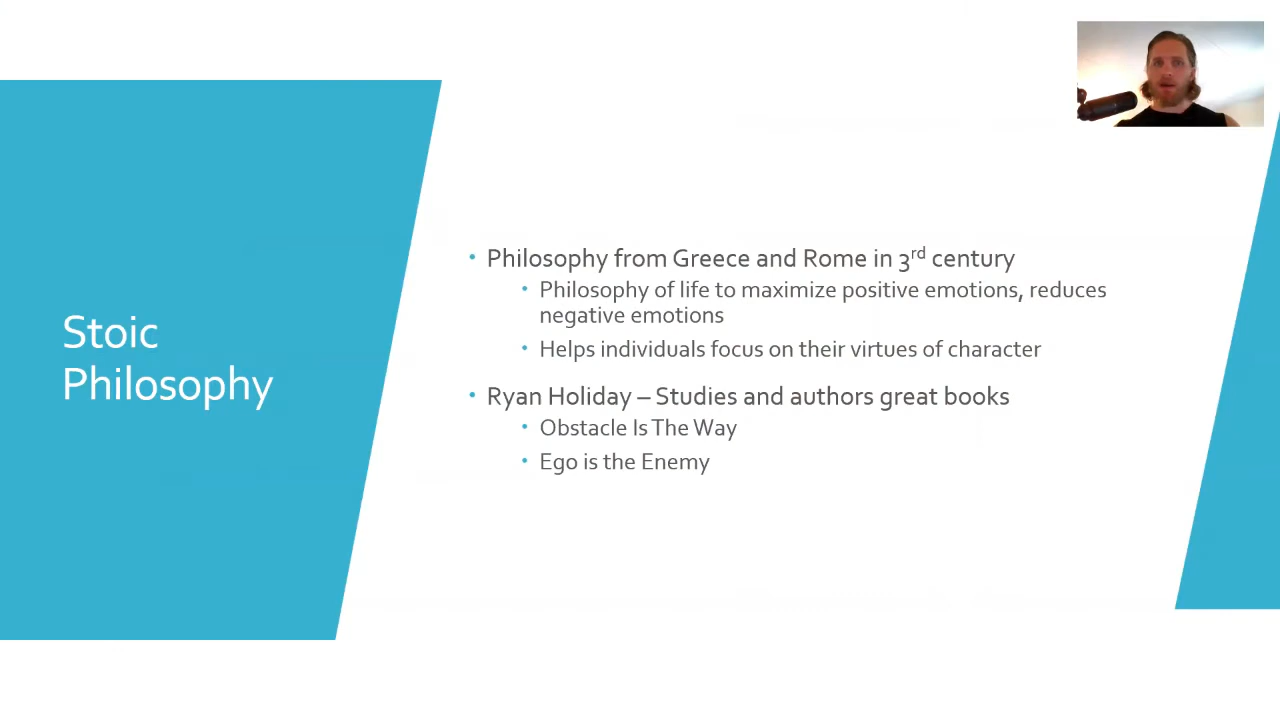 Stoic
Philosophy
• Philosophy from Greece and Rome in 3rd century
• Philosophy of life to maximize positive emotions, reduces
negative emotions
• Helps individuals focus on their virtues of character
• Ryan Holiday – Studies and authors great books
• Obstacle Is The Way
• Ego is the Enemy